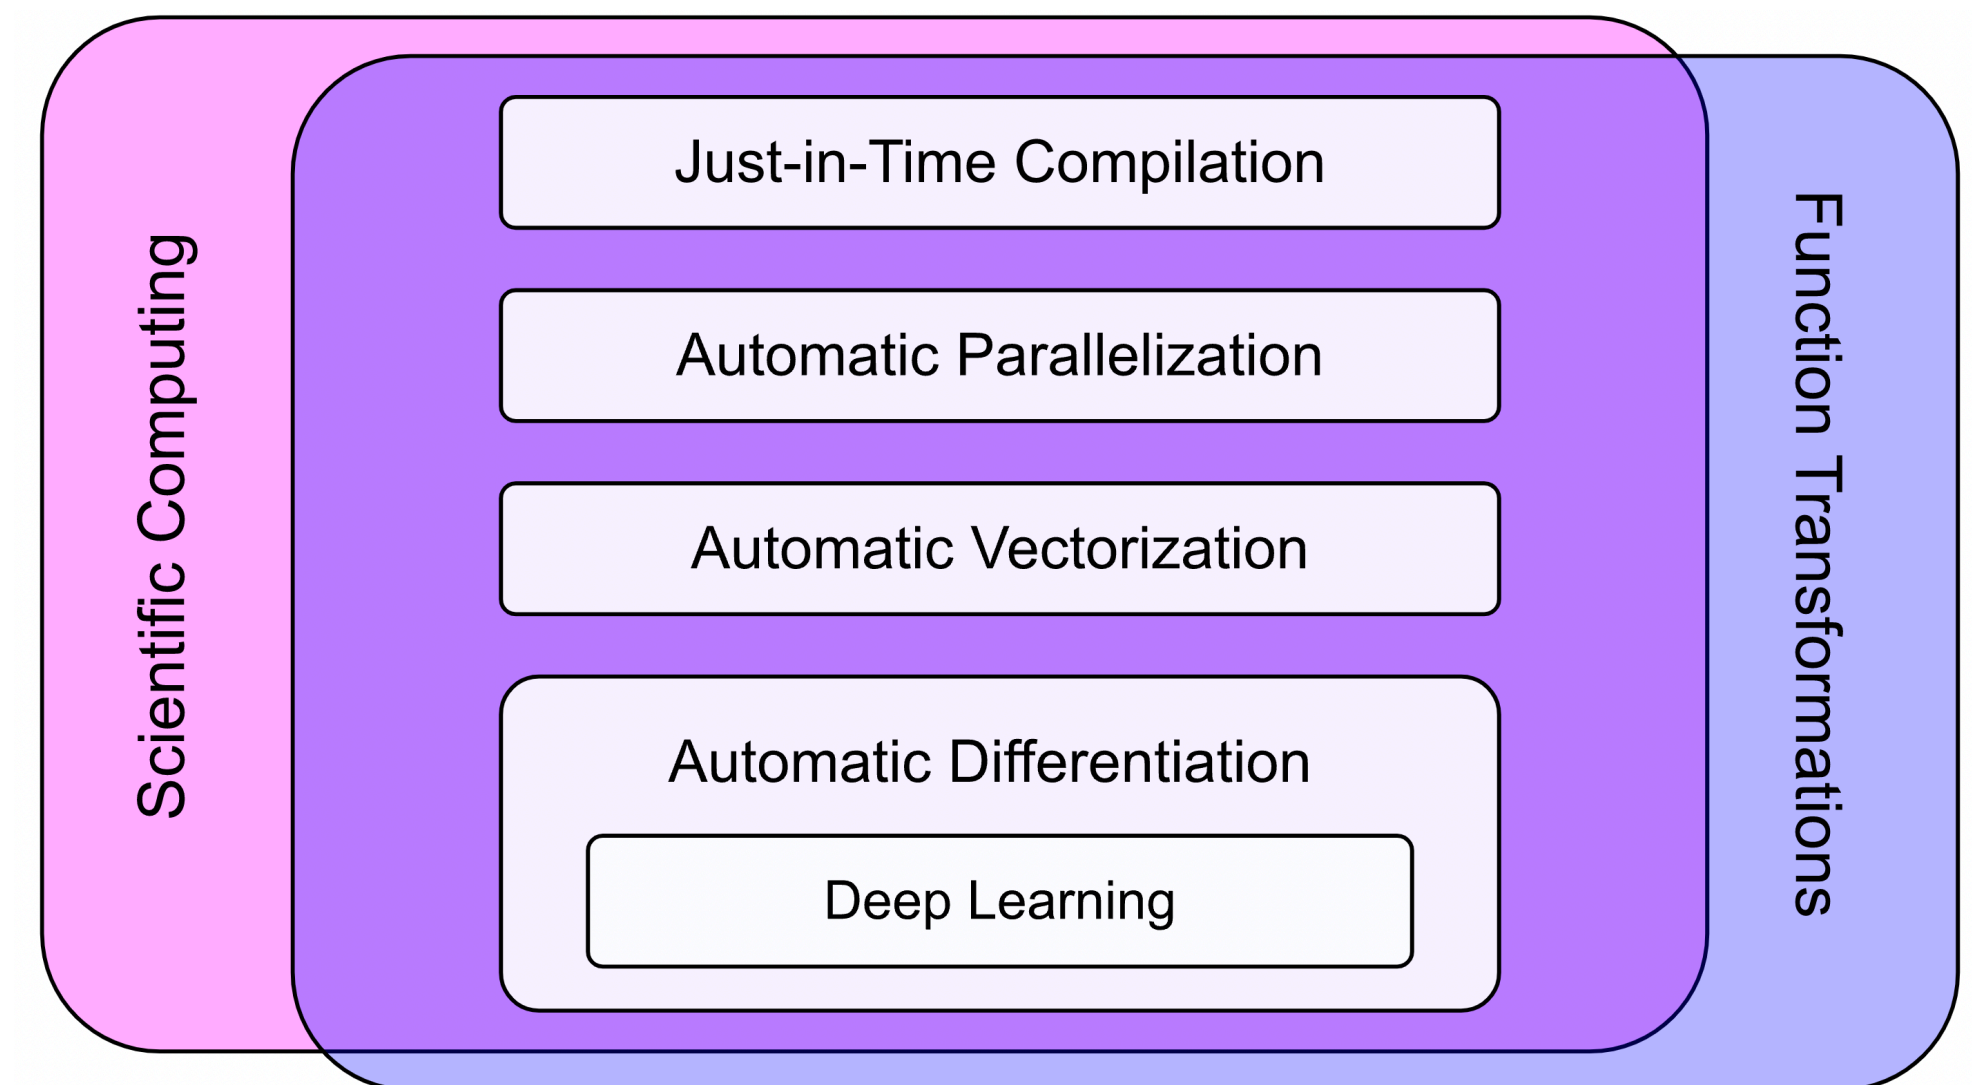 Scientific Computing
Just-in-Time Compilation
Automatic Parallelization
Automatic Vectorization
Automatic Differentiation
Deep Learning
Function Transformations